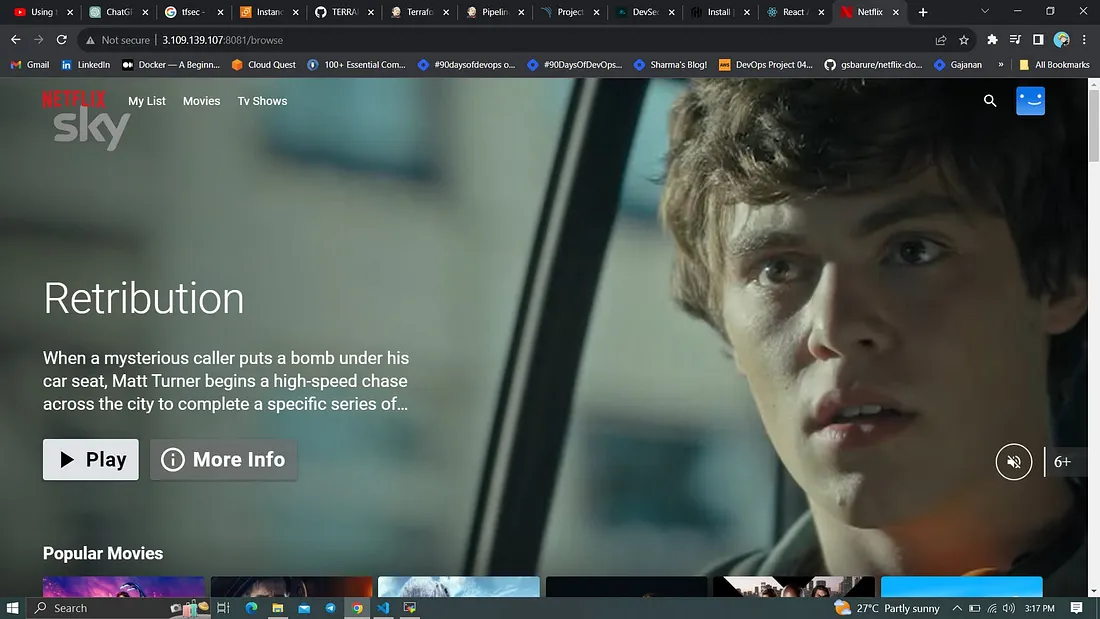 Using
ChatG
tfsec -
Instanc
TERRA
Terrafo
Pipelin
Project
DevSec
Install
React
Netflix
Not secure
3.109.139.107:8081/browse
Gmail
LinkedIn
Docker — A Beginn...
Cloud Quest
100+ Essential Com...
#90daysofdevops o...
#90DaysOfDevOps...
Sharma's Blog!
DevOps Project 04...
gsbarure/netflix-clo...
Gajanan
»
All Bookmarks
NETFLIX
My List
Movies
Tv Shows
sky
Retribution
When a mysterious caller puts a bomb under his
car seat, Matt Turner begins a high-speed chase
across the city to complete a specific series of...
Play
More Info
6+
Popular Movies
Search
27°C Partly sunny
3:17 PM